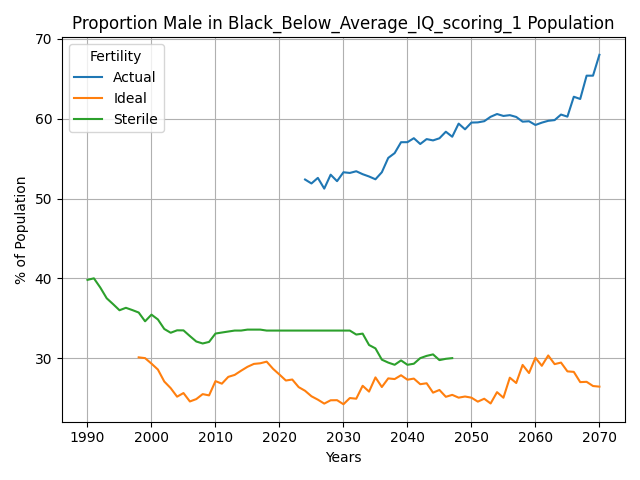 Proportion Male in Black_Below_Average_IQ_scoring_1 Population
70
60
50
40
30
% of Population
Fertility
Actual
Ideal
Sterile
1990 2000 2010 2020 2030 2040 2050 2060 2070
Years